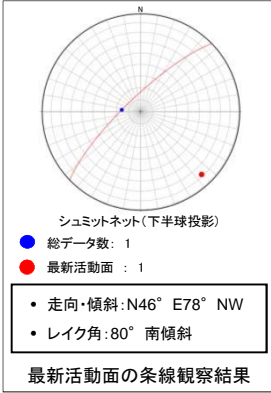 N
シュミットネット(下半球投影)
総データ数: 1
最新活動面 : 1
• 走向・傾斜:N46° E78° NW
• レイク角:80° 南傾斜
最新活動面の条線観察結果